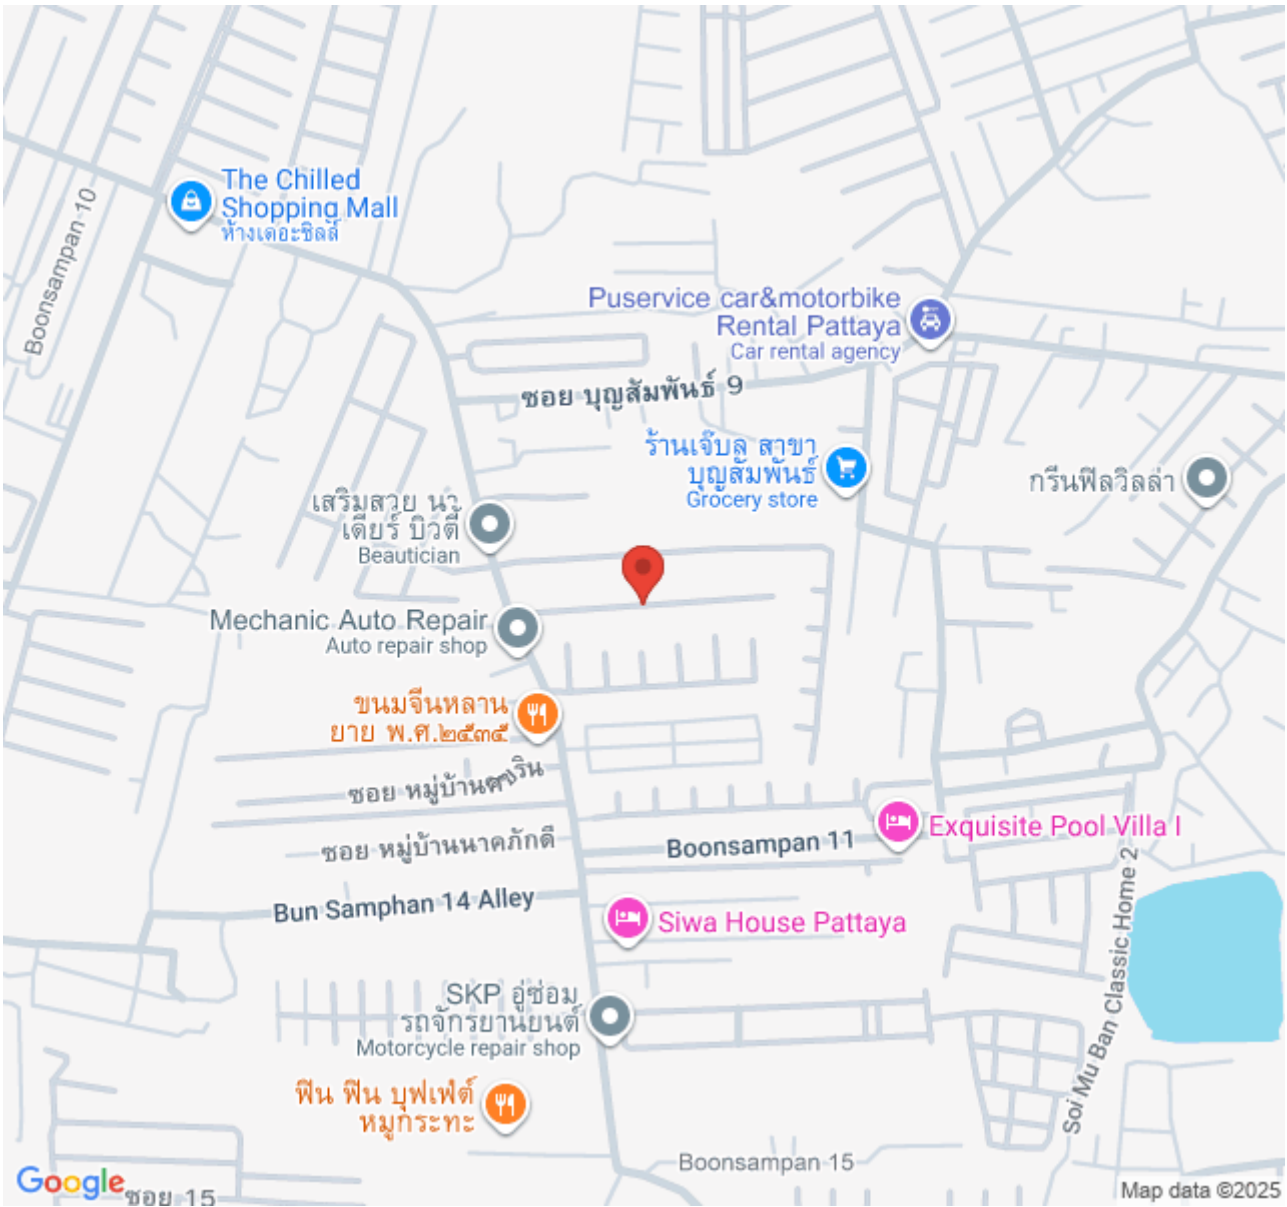 The Chilled
Shopping Mall
ห้างเดอะชิลล์
Boonsampan 10
Puservice car&motorbike
Rental Pattaya
Car rental agency
ซอย บุญสัมพันธ์ 9
ร้านเจ๊บล สาขา
บุญสัมพันธ์
Grocery store
กรีนฟิลวิลล่า
เสริมสวย นา
เดียร์ บิวตี้
Beautician
Mechanic Auto Repair
Auto repair shop
ขนมจีนหลาน
ยาย พ.ศ.๒๕๓๕
ซอย หมู่บ้าน
ซอย หมู่บ้านนาคภักดี
Boonsampan 11
Exquisite Pool Villa I
Bun Samphan 14 Alley
Siwa House Pattaya
Soi Mu Ban Classic Home 2
SKP อู่ซ่อม
รถจักรยานยนต์
Motorcycle repair shop
ฟิน ฟิน บุฟเฟ่ต์
หมูกระทะ
Boonsampan 15
Google
ซอย 15
Map data ©2025